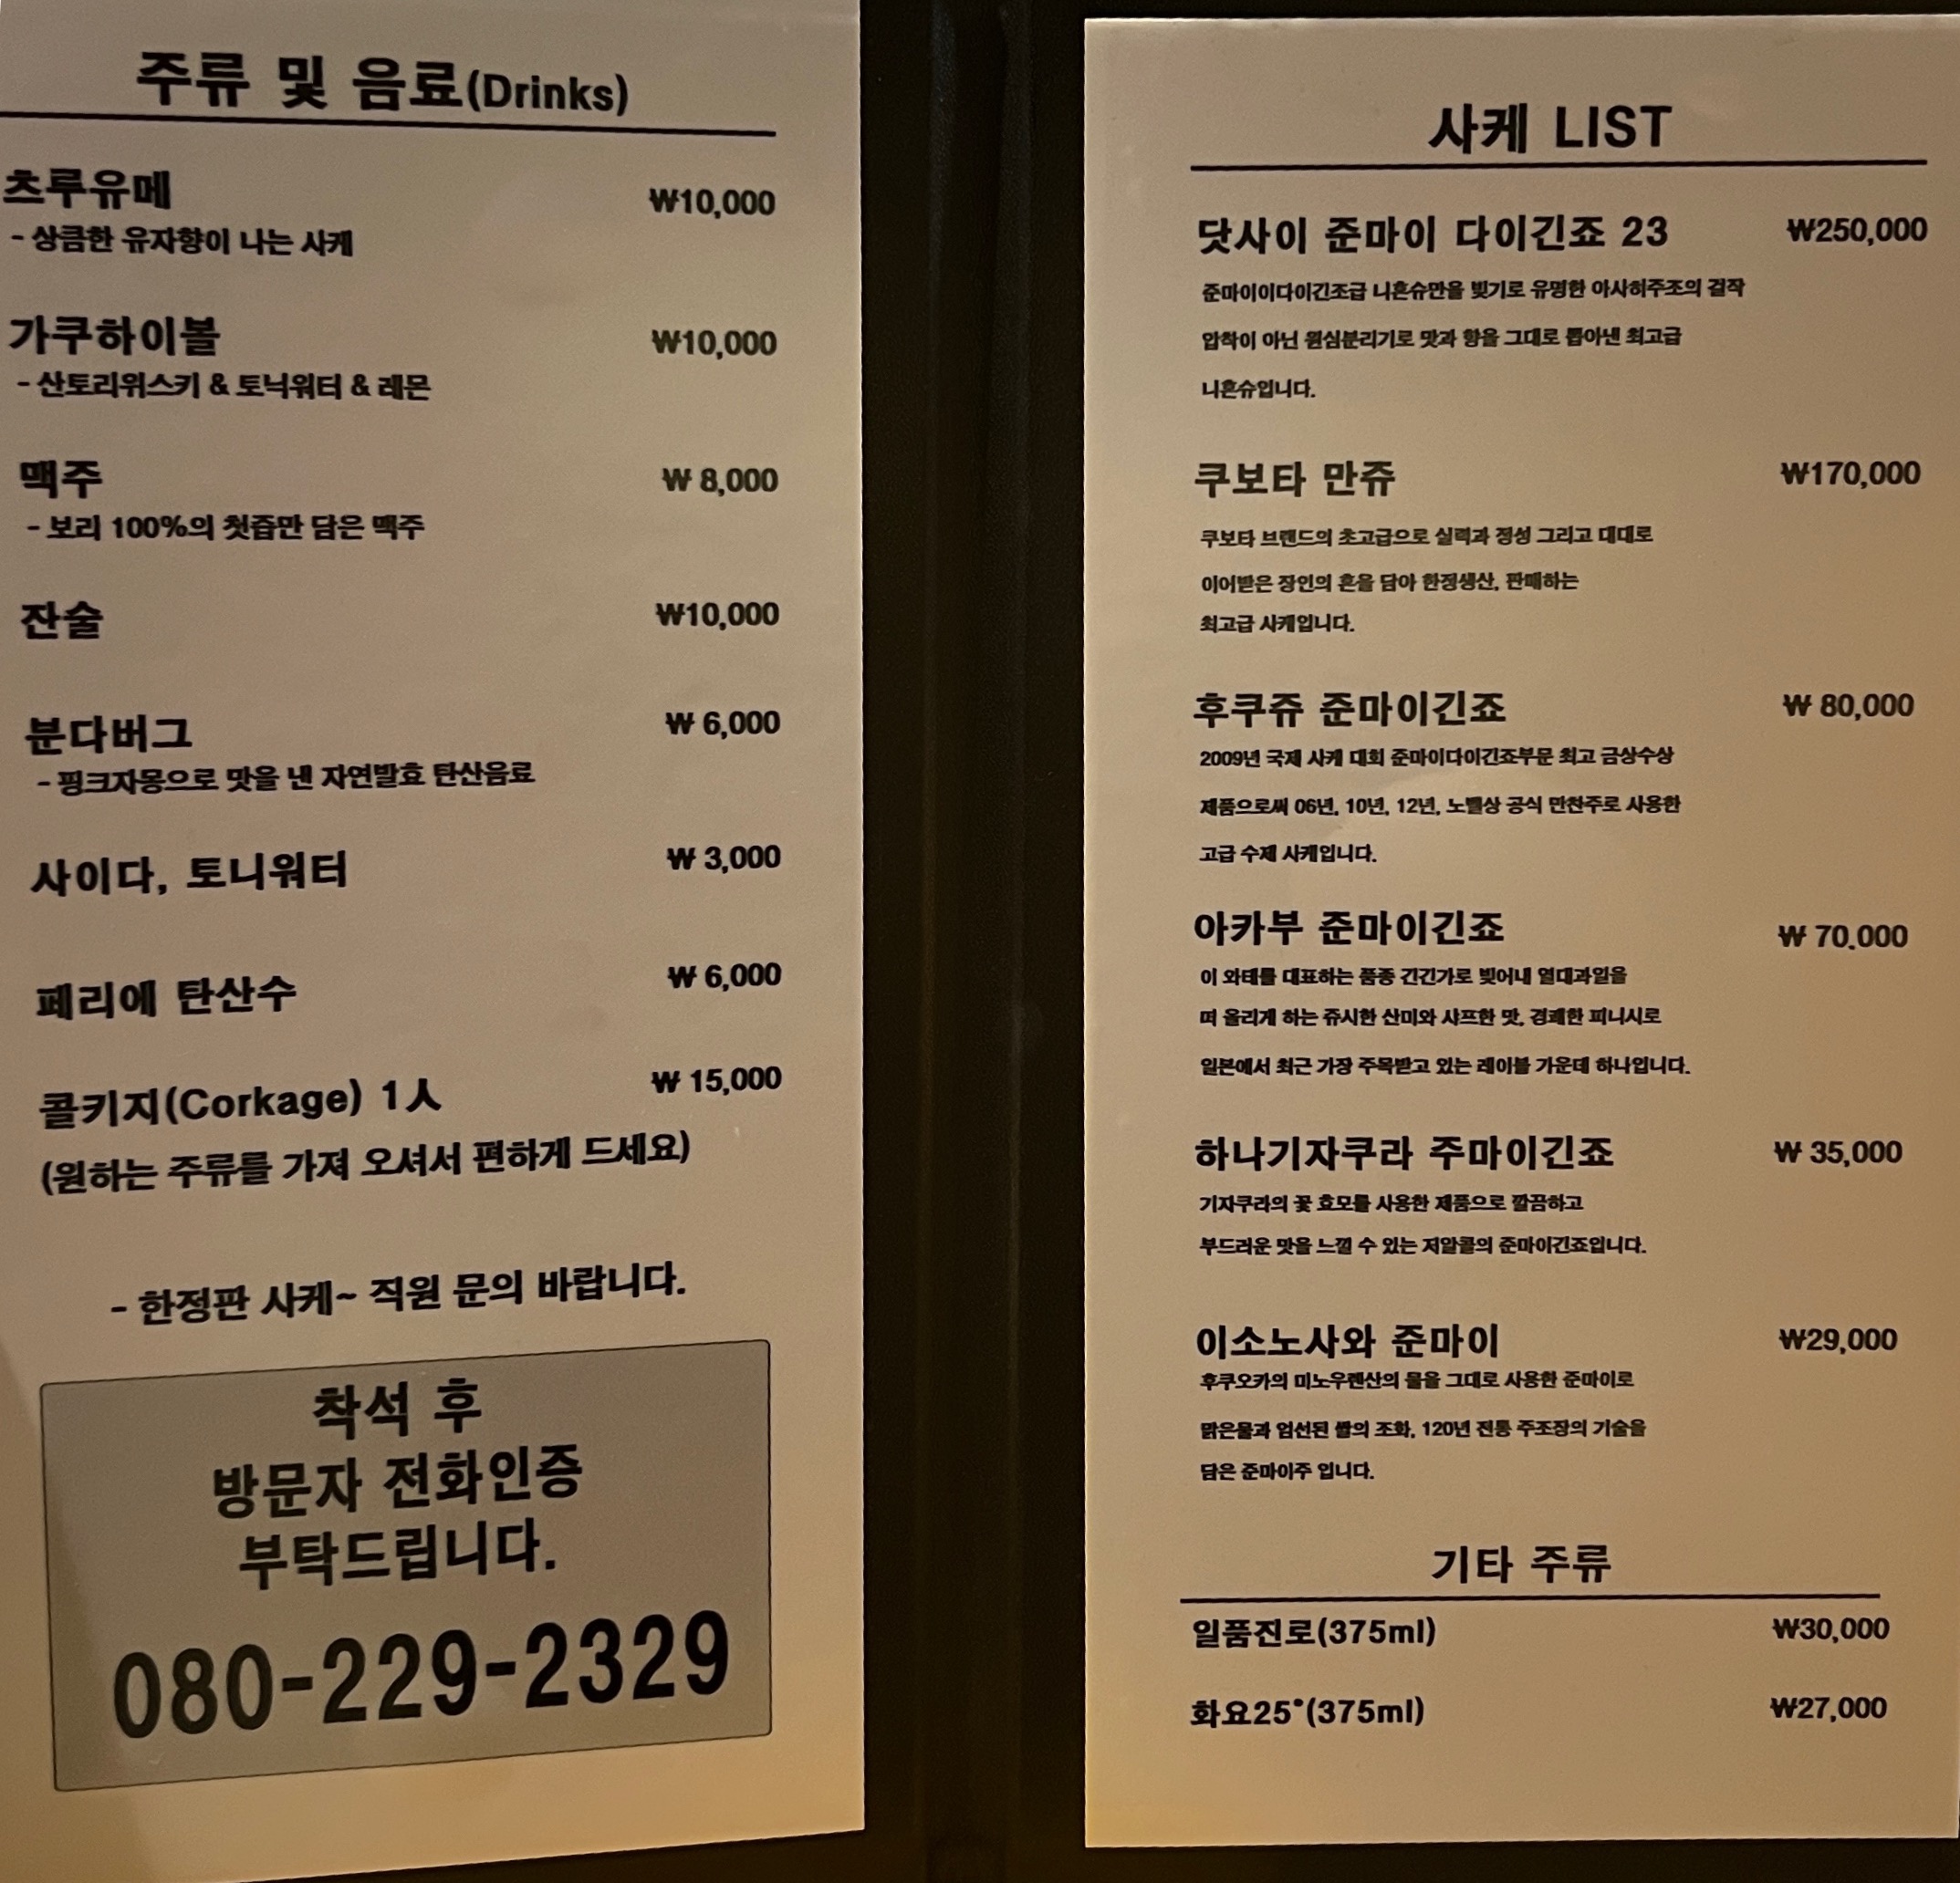 주류 및 음료(Drinks)
츠루유메 ₩10,000
- 상큼한 유자향이 나는 사케
가쿠하이볼 ₩10,000
- 산토리위스키 & 토닉워터 & 레몬
맥주 ₩ 8,000
- 보리 100%의 첫즙만 담은 맥주
잔술 ₩10,000
분다버그 ₩ 6,000
- 핑크자몽으로 맛을 낸 자연발효 탄산음료
사이다, 토니워터 ₩ 3,000
페리에 탄산수 ₩ 6,000
콜키지(Corkage) 1人 ₩ 15,000
(원하는 주류를 가져 오셔서 편하게 드세요)
- 한정판 사케~ 직원 문의 바랍니다.
착석 후
방문자 전화인증
부탁드립니다.
080-229-2329
사케 LIST
닷사이 준마이 다이긴죠 23 ₩250,000
준마이이다이긴조급 니혼슈만을 빚기로 유명한 아사히주조의 걸작
압착이 아닌 원심분리기로 맛과 향을 그대로 뽑아낸 최고급
니혼슈입니다.
쿠보타 만쥬 ₩170,000
쿠보타 브랜드의 초고급으로 실력과 정성 그리고 대대로
이어받은 장인의 혼을 담아 한정생산, 판매하는
최고급 사케입니다.
후쿠쥬 준마이긴죠 ₩ 80,000
2009년 국제 사케 대회 준마이다이긴죠부문 최고 금상수상
제품으로써 06년, 10년, 12년, 노벨상 공식 만찬주로 사용한
고급 수제 사케입니다.
아카부 준마이긴죠 ₩ 70.000
이 와테를 대표하는 품종 긴긴가로 빚어내 열대과일을
떠 올리게 하는 쥬시한 산미와 샤프한 맛, 경쾌한 피니시로
일본에서 최근 가장 주목받고 있는 레이블 가운데 하나입니다.
하나기자쿠라 주마이긴죠 ₩ 35,000
기자쿠라의 꽃 효모를 사용한 제품으로 깔끔하고
부드러운 맛을 느낄 수 있는 저알콜의 준마이긴죠입니다.
이소노사와 준마이 ₩29,000
후쿠오카의 미노우렌산의 물을 그대로 사용한 준마이로
맑은물과 엄선된 쌀의 조화, 120년 전통 주조장의 기술을
담은 준마이주 입니다.
기타 주류
일품진로(375ml) ₩30,000
화요25°(375ml) ₩27,000